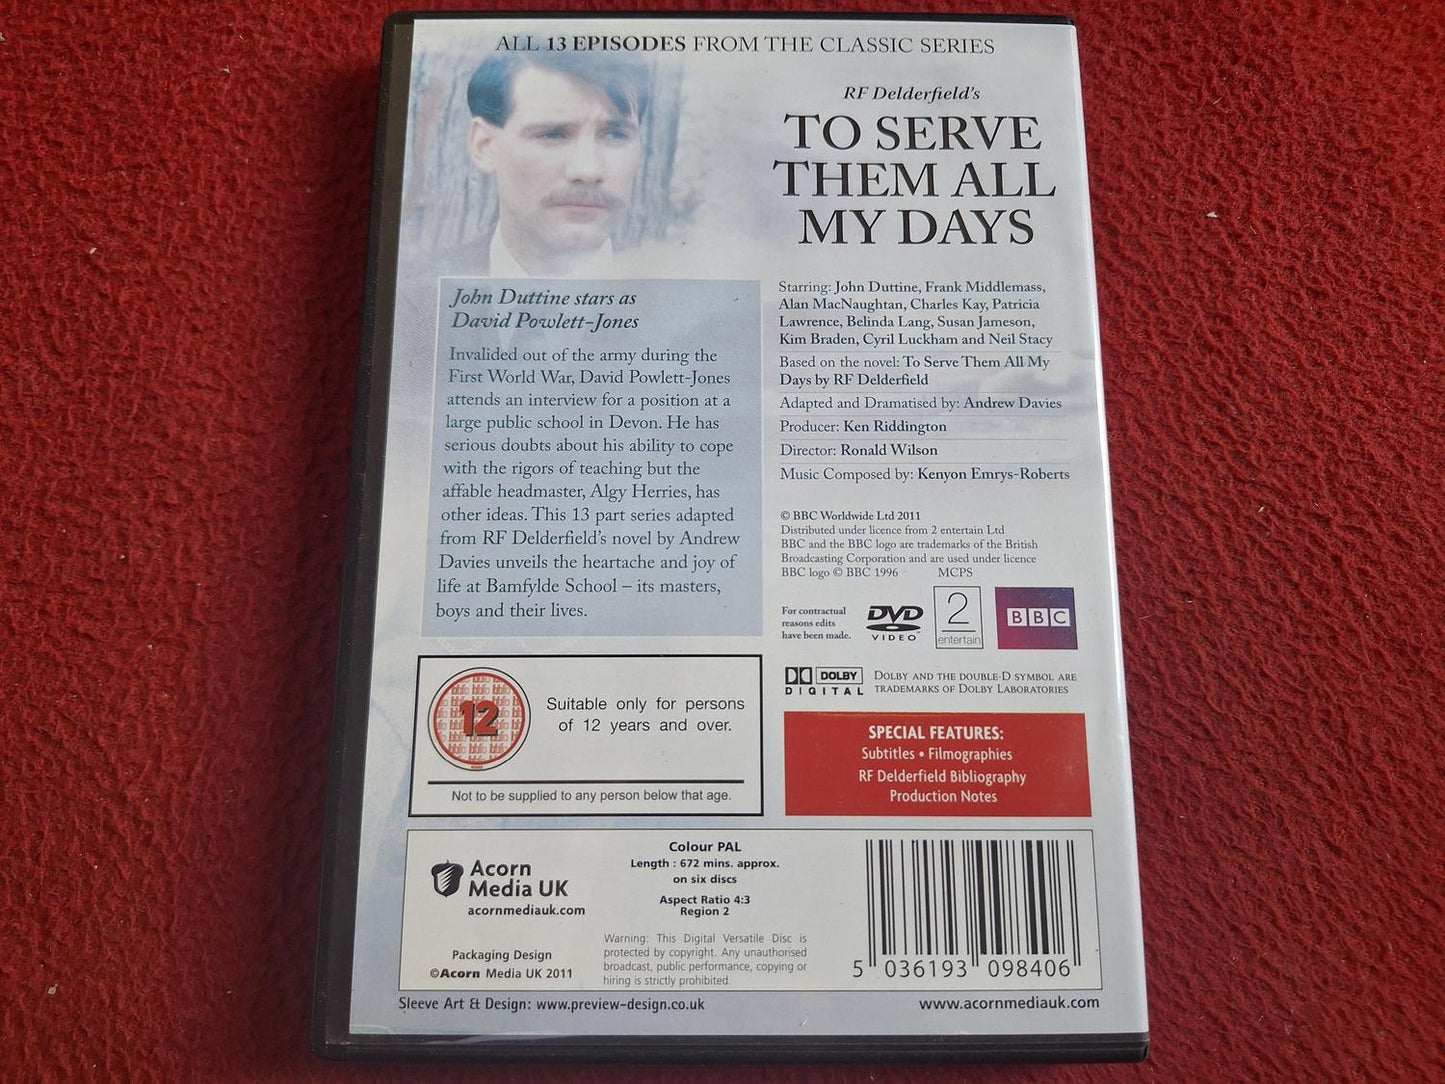 ALL 13 EPISODES FROM THE CLASSIC SERIES
RF Delderfield's
TO SERVE
THEM ALL
MY DAYS
John Duttine stars as
David Powlett-Jones
Invalided out of the army during the
First World War, David Powlett-Jones
attends an interview for a position at a
large public school in Devon. He has
serious doubts about his ability to cope
with the rigors of teaching but the
affable headmaster, Algy Herries, has
other ideas. This 13 part series adapted
from RF Delderfield's novel by Andrew
Davies unveils the heartache and joy of
life at Bamfylde School – its masters,
boys and their lives.
Starring: John Duttine, Frank Middlemass,
Alan MacNaughtan, Charles Kay, Patricia
Lawrence, Belinda Lang, Susan Jameson,
Kim Braden, Cyril Luckham and Neil Stacy
Based on the novel: To Serve Them All My
Days by RF Delderfield
Adapted and Dramatised by: Andrew Davies
Producer: Ken Riddington
Director: Ronald Wilson
Music Composed by: Kenyon Emrys-Roberts
© BBC Worldwide Ltd 2011
Distributed under licence from 2 entertain Ltd
BBC and the BBC logo are trademarks of the British
Broadcasting Corporation and are used under licence
BBC logo © BBC 1996 MCPS
For contractual
reasons edits
have been made.
DVD
VIDEO
2
entertain
BBC
DOLBY
DIGITAL
DOLBY AND THE DOUBLE-D SYMBOL ARE
TRADEMARKS OF DOLBY LABORATORIES
12
Suitable only for persons
of 12 years and over.
Not to be supplied to any person below that age.
SPECIAL FEATURES:
Subtitles • Filmographies
RF Delderfield Bibliography
Production Notes
Acorn
Media UK
acornmediauk.com
Packaging Design
©Acorn Media UK 2011
Colour PAL
Length : 672 mins. approx.
on six discs
Aspect Ratio 4:3
Region 2
Warning: This Digital Versatile Disc is
protected by copyright. Any unauthorised
broadcast, public performance, copying or
hiring is strictly prohibited.
5 036193 098406
Sleeve Art & Design: www.preview-design.co.uk
www.acornmediauk.com